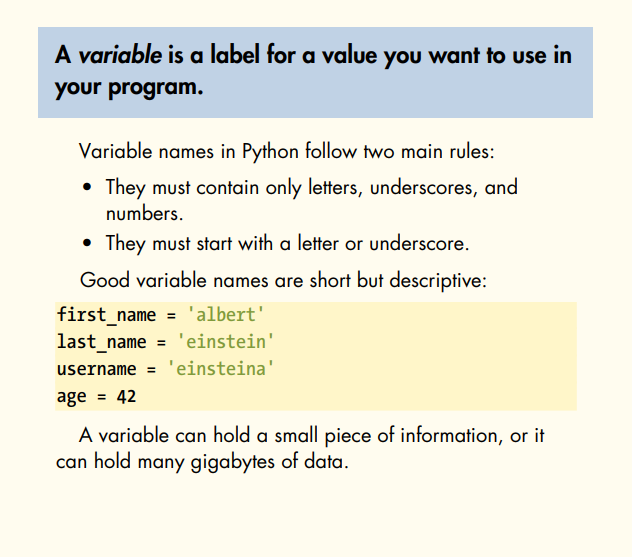 A variable is a label for a value you want to use in
your program.
Variable names in Python follow two main rules:
• They must contain only letters, underscores, and
numbers.
• They must start with a letter or underscore.
Good variable names are short but descriptive:
first_name = 'albert'
last_name = 'einstein'
username = 'einsteina'
age = 42
A variable can hold a small piece of information, or it
can hold many gigabytes of data.